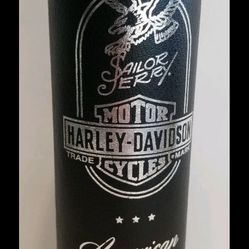 SAILOR
JERRY
MOTOR
HARLEY-DAVIDSON
TRADE MARK
CYCLES
American